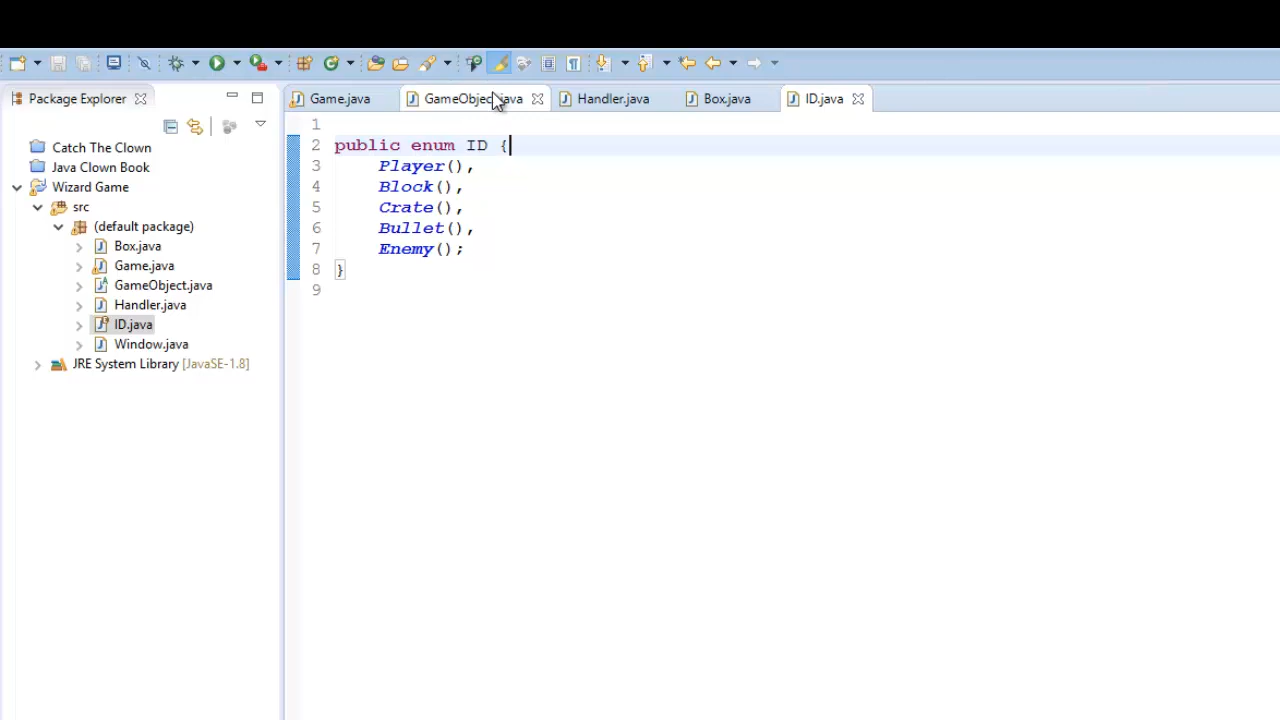 Package Explorer
Game.java
GameObject.java
Handler.java
Box.java
ID.java
Catch The Clown
Java Clown Book
Wizard Game
src
(default package)
Box.java
Game.java
GameObject.java
Handler.java
ID.java
Window.java
JRE System Library [JavaSE-1.8]
1
2 public enum ID {
3 Player(),
4 Block(),
5 Crate(),
6 Bullet(),
7 Enemy();
8 }
9